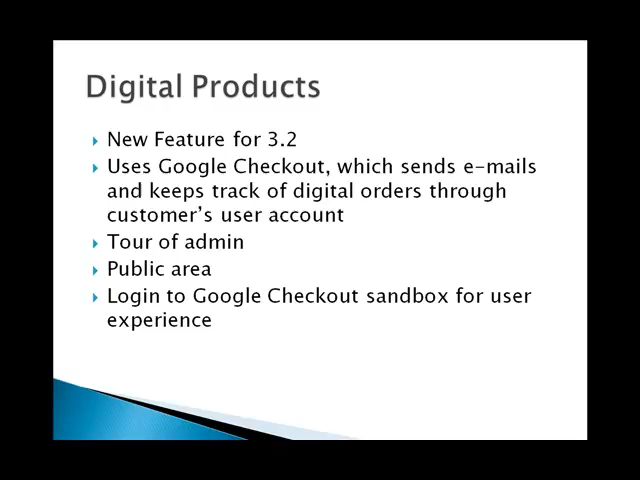 Digital Products
New Feature for 3.2
Uses Google Checkout, which sends e-mails
and keeps track of digital orders through
customer's user account
Tour of admin
Public area
Login to Google Checkout sandbox for user
experience